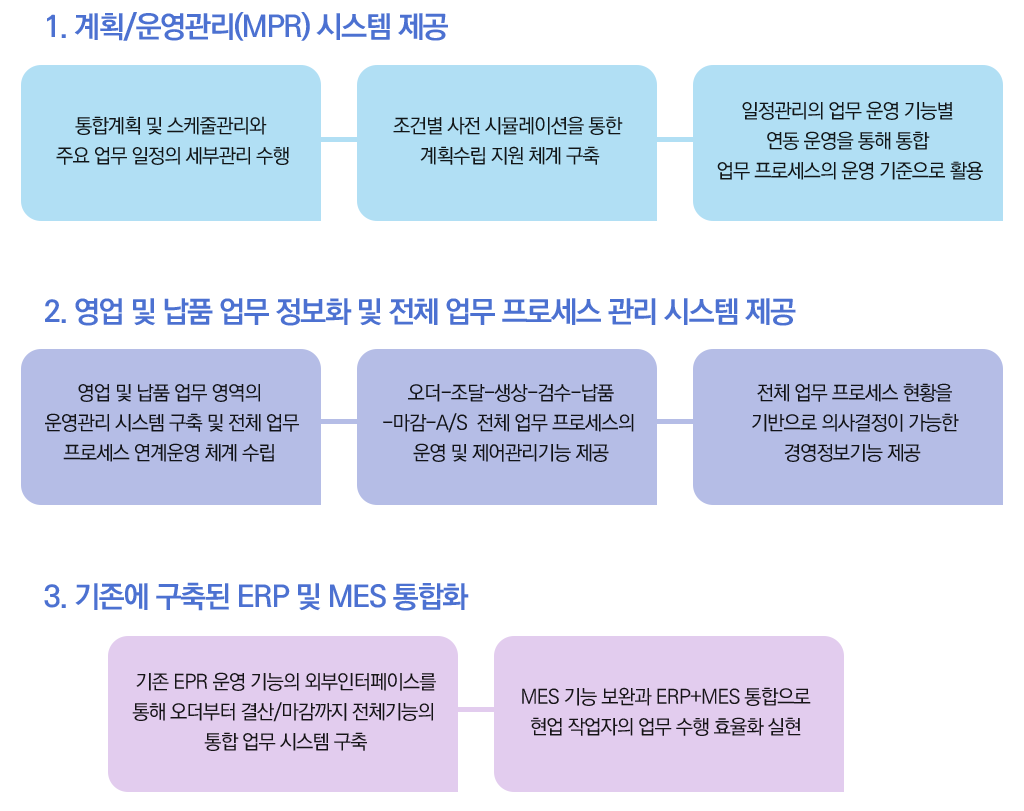 1. 계획/운영관리(MPR) 시스템 제공
통합계획 및 스케줄관리와
주요 업무 일정의 세부관리 수행
조건별 사전 시뮬레이션을 통한
계획수립 지원 체계 구축
일정관리의 업무 운영 기능별
연동 운영을 통해 통합
업무 프로세스의 운영 기준으로 활용
2. 영업 및 납품 업무 정보화 및 전체 업무 프로세스 관리 시스템 제공
영업 및 납품 업무 영역의
운영관리 시스템 구축 및 전체 업무
프로세스 연계운영 체계 수립
오더-조달-생상-검수-납품
-마감-A/S 전체 업무 프로세스의
운영 및 제어관리기능 제공
전체 업무 프로세스 현황을
기반으로 의사결정이 가능한
경영정보기능 제공
3. 기존에 구축된 ERP 및 MES 통합화
기존 EPR 운영 기능의 외부인터페이스를
통해 오더부터 결산/마감까지 전체기능의
통합 업무 시스템 구축
MES 기능 보완과 ERP+MES 통합으로
현업 작업자의 업무 수행 효율화 실현